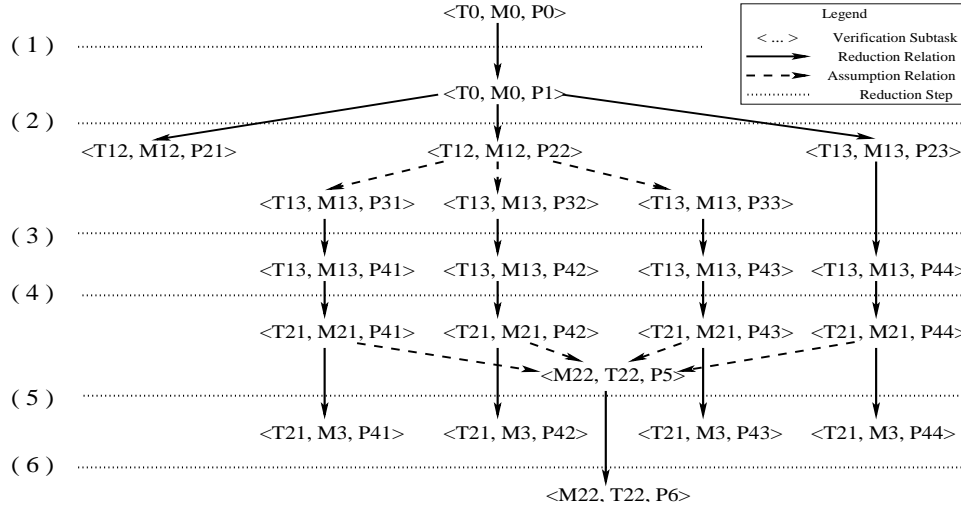 <T0, M0, P0>
Legend
< ... > Verification Subtask
Reduction Relation
Assumption Relation
Reduction Step
( 1 )
<T0, M0, P1>
( 2 )
<T12, M12, P21> <T12, M12, P22> <T13, M13, P23>
<T13, M13, P31> <T13, M13, P32> <T13, M13, P33>
( 3 )
<T13, M13, P41> <T13, M13, P42> <T13, M13, P43> <T13, M13, P44>
( 4 )
<T21, M21, P41> <T21, M21, P42> <T21, M21, P43> <T21, M21, P44>
<M22, T22, P5>
( 5 )
<T21, M3, P41> <T21, M3, P42> <T21, M3, P43> <T21, M3, P44>
( 6 )
<M22, T22, P6>